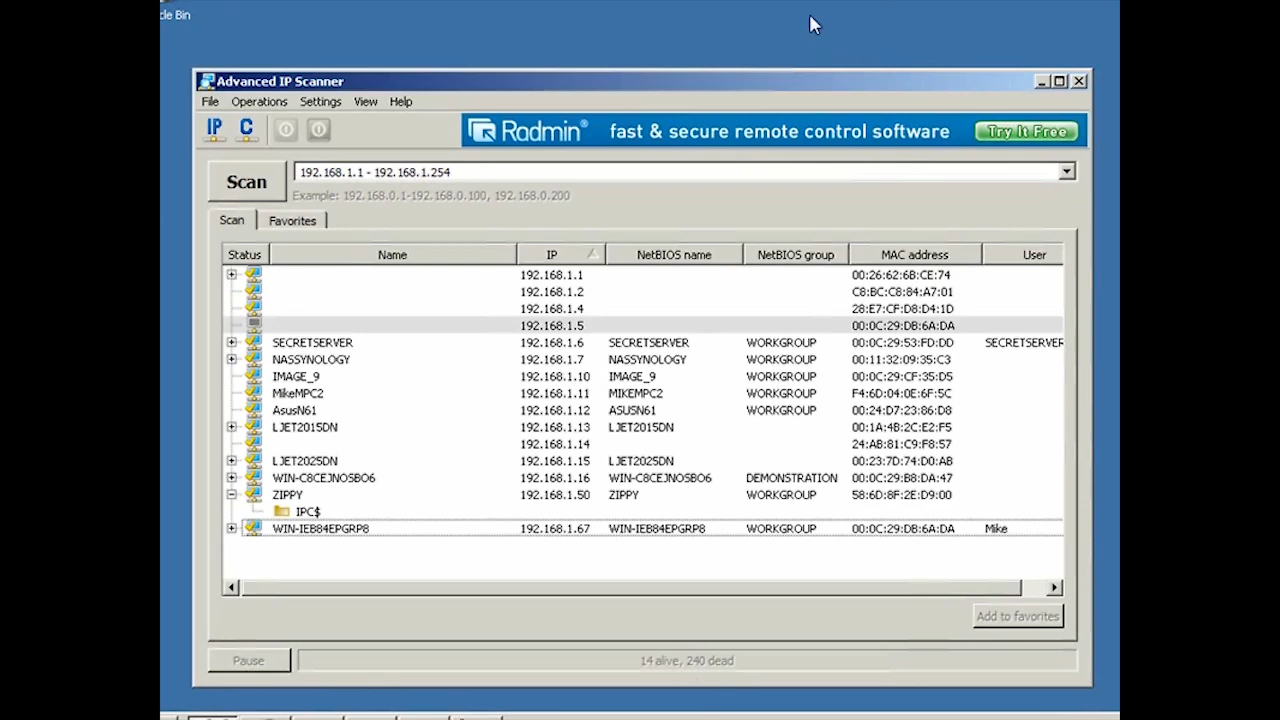 cle Bin
Advanced IP Scanner
File Operations Settings View Help
IP C Radmin® fast & secure remote control software Try It Free
Scan 192.168.1.1 - 192.168.1.254
Example: 192.168.0.1-192.168.0.100, 192.168.0.200
Scan Favorites
Status Name IP NetBIOS name NetBIOS group MAC address User
192.168.1.1 00:26:62:6B:CE:74
192.168.1.2 C8:BC:C8:84:A7:01
192.168.1.4 28:E7:CF:D8:D4:1D
192.168.1.5 00:0C:29:DB:6A:DA
SECRETSERVER 192.168.1.6 SECRETSERVER WORKGROUP 00:0C:29:53:FD:DD SECRETSERVER
NASSYNOLOGY 192.168.1.7 NASSYNOLOGY WORKGROUP 00:11:32:09:35:C3
IMAGE_9 192.168.1.10 IMAGE_9 WORKGROUP 00:0C:29:CF:35:D5
MikeMPC2 192.168.1.11 MIKEMPC2 WORKGROUP F4:6D:04:0E:6F:5C
AsusN61 192.168.1.12 ASUSN61 WORKGROUP 00:24:D7:23:86:D8
LJET2015DN 192.168.1.13 LJET2015DN 00:1A:4B:2C:E2:F5
192.168.1.14 24:AB:81:C9:F8:57
LJET2025DN 192.168.1.15 LJET2025DN 00:23:7D:74:D0:AB
WIN-C8CEJNOSBO6 192.168.1.16 WIN-C8CEJNOSBO6 DEMONSTRATION 00:0C:29:B8:DA:47
ZIPPY 192.168.1.50 ZIPPY WORKGROUP 58:6D:8F:2E:D9:00
IPC$
WIN-IEB84EPGRP8 192.168.1.67 WIN-IEB84EPGRP8 WORKGROUP 00:0C:29:DB:6A:DA Mike
Add to favorites
Pause 14 alive, 240 dead